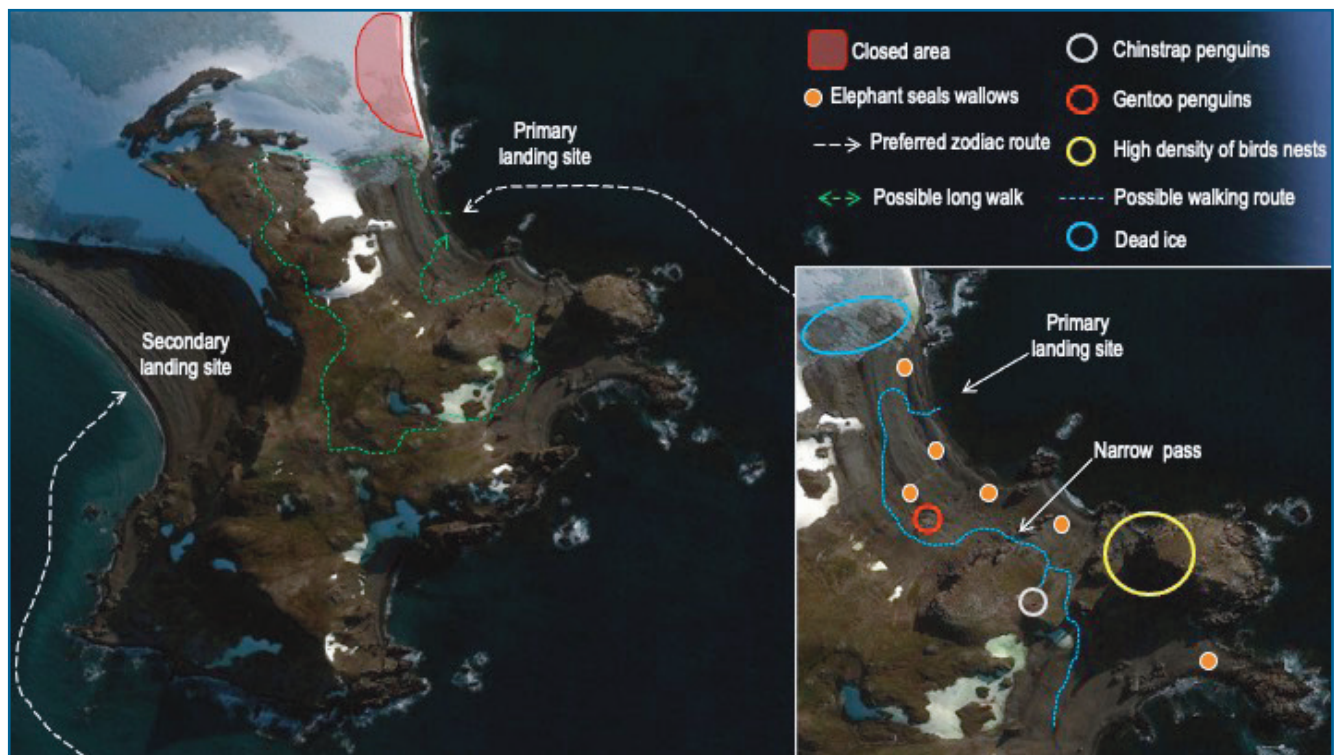 Closed area
Elephant seals wallows
Preferred zodiac route
Possible long walk
Chinstrap penguins
Gentoo penguins
High density of birds nests
Possible walking route
Dead ice
Primary
landing site
Secondary
landing site
Primary
landing site
Narrow pass